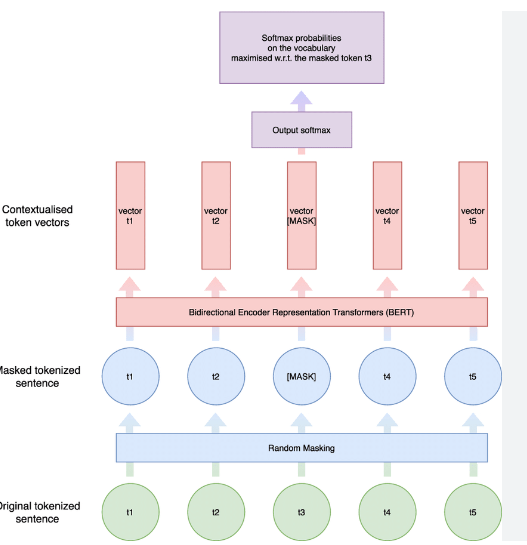 Softmax probabilities
on the vocabulary
maximised w.r.t. the masked token t3
Output softmax
Contextualised
token vectors
vector
t1
vector
t2
vector
[MASK]
vector
t4
vector
t5
Bidirectional Encoder Representation Transformers (BERT)
Masked tokenized
sentence
t1
t2
[MASK]
t4
t5
Random Masking
Original tokenized
sentence
t1
t2
t3
t4
t5